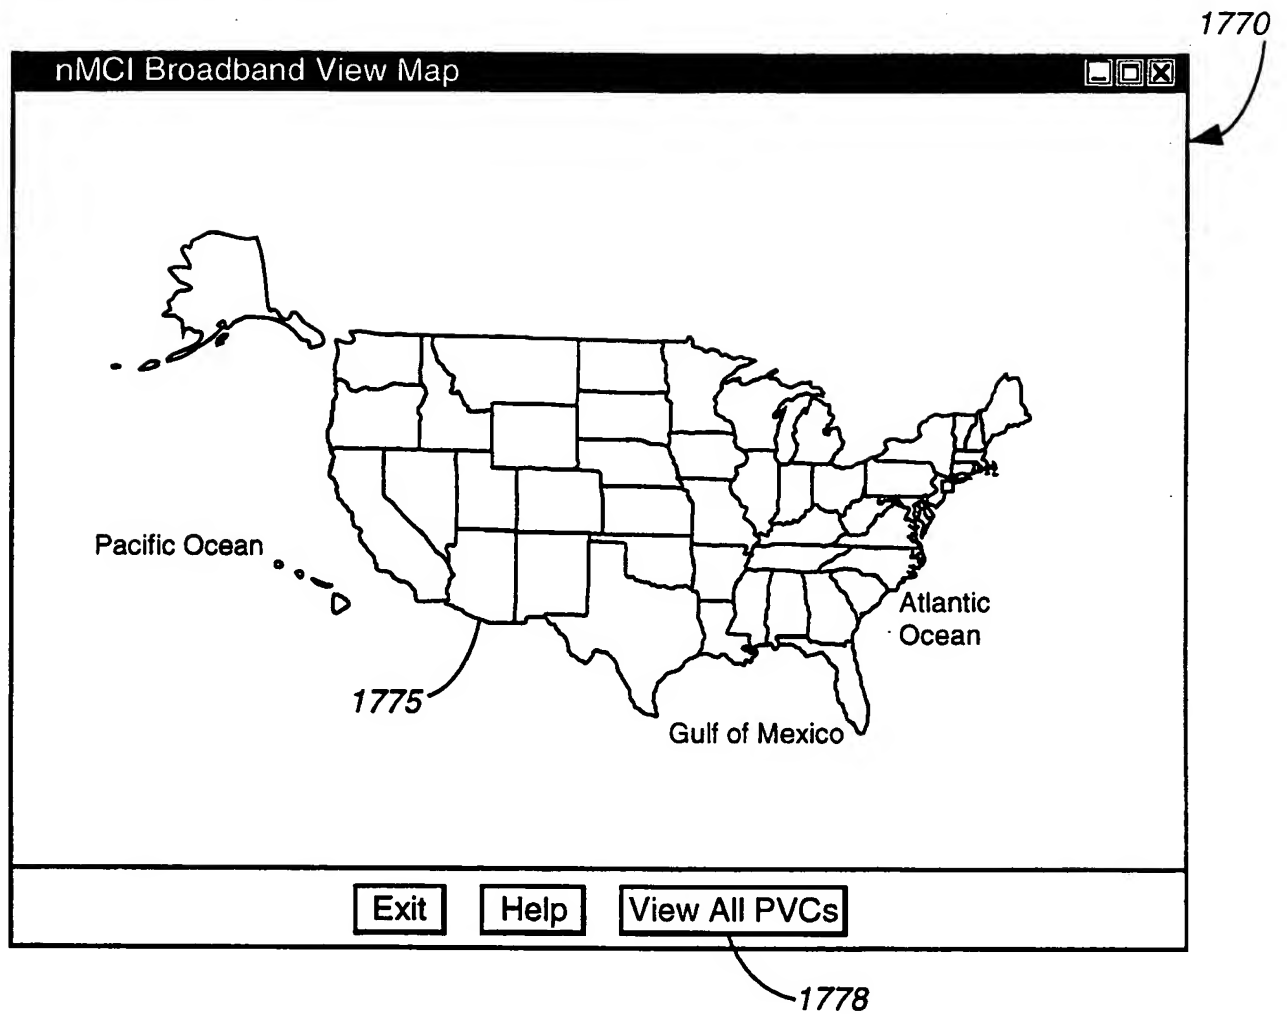 1770
nMCI Broadband View Map
Pacific Ocean
Atlantic
Ocean
1775
Gulf of Mexico
Exit
Help
View All PVCs
1778